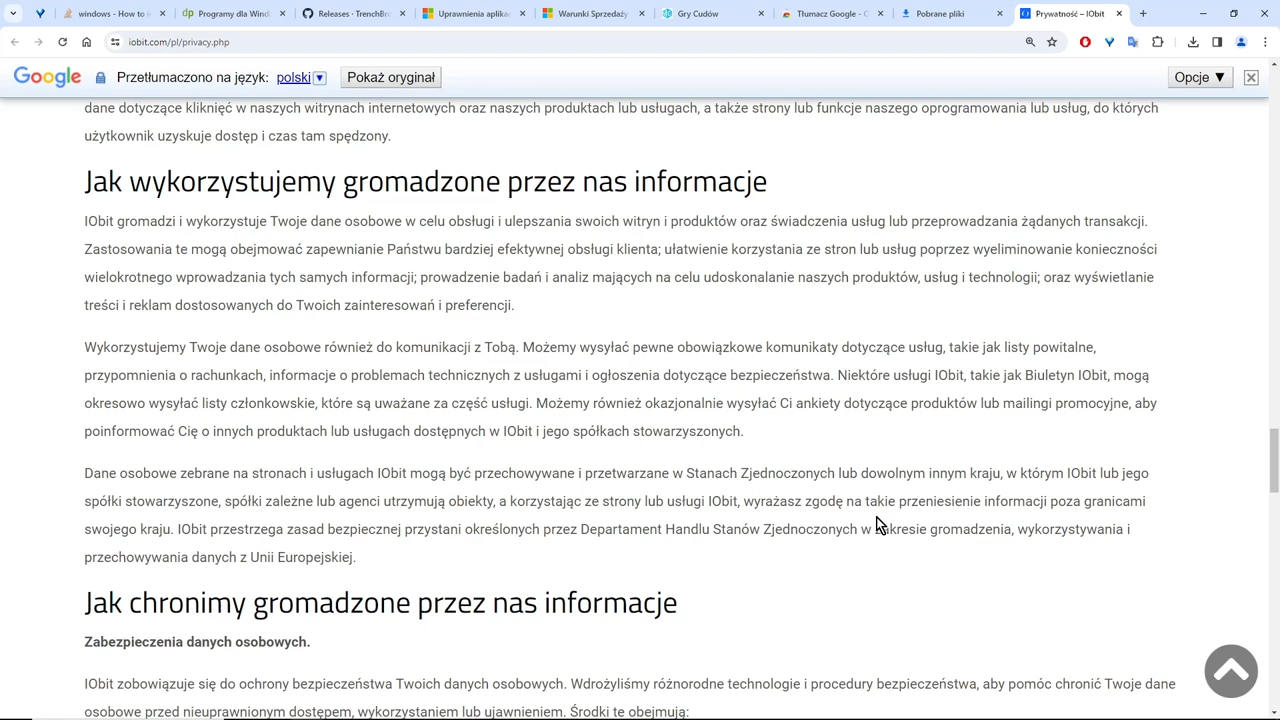 windows - How to i
Programy dla Wind
Releases · TrenchBr
Uprawnienia aplikac
Warunki Sprzedaży
Gry Cudów
Tłumacz Google - C
Pobrane pliki
Prywatność – IObit
iobit.com/pl/privacy.php
Google Przetłumaczono na język: polski Pokaż oryginał Opcje ▼
dane dotyczące kliknięć w naszych witrynach internetowych oraz naszych produktach lub usługach, a także strony lub funkcje naszego oprogramowania lub usług, do których
użytkownik uzyskuje dostęp i czas tam spędzony.
Jak wykorzystujemy gromadzone przez nas informacje
IObit gromadzi i wykorzystuje Twoje dane osobowe w celu obsługi i ulepszania swoich witryn i produktów oraz świadczenia usług lub przeprowadzania żądanych transakcji.
Zastosowania te mogą obejmować zapewnianie Państwu bardziej efektywnej obsługi klienta; ułatwienie korzystania ze stron lub usług poprzez wyeliminowanie konieczności
wielokrotnego wprowadzania tych samych informacji; prowadzenie badań i analiz mających na celu udoskonalanie naszych produktów, usług i technologii; oraz wyświetlanie
treści i reklam dostosowanych do Twoich zainteresowań i preferencji.
Wykorzystujemy Twoje dane osobowe również do komunikacji z Tobą. Możemy wysyłać pewne obowiązkowe komunikaty dotyczące usług, takie jak listy powitalne,
przypomnienia o rachunkach, informacje o problemach technicznych z usługami i ogłoszenia dotyczące bezpieczeństwa. Niektóre usługi IObit, takie jak Biuletyn IObit, mogą
okresowo wysyłać listy członkowskie, które są uważane za część usługi. Możemy również okazjonalnie wysyłać Ci ankiety dotyczące produktów lub mailingi promocyjne, aby
poinformować Cię o innych produktach lub usługach dostępnych w IObit i jego spółkach stowarzyszonych.
Dane osobowe zebrane na stronach i usługach IObit mogą być przechowywane i przetwarzane w Stanach Zjednoczonych lub dowolnym innym kraju, w którym IObit lub jego
spółki stowarzyszone, spółki zależne lub agenci utrzymują obiekty, a korzystając ze strony lub usługi IObit, wyrażasz zgodę na takie przeniesienie informacji poza granicami
swojego kraju. IObit przestrzega zasad bezpiecznej przystani określonych przez Departament Handlu Stanów Zjednoczonych w zakresie gromadzenia, wykorzystywania i
przechowywania danych z Unii Europejskiej.
Jak chronimy gromadzone przez nas informacje
Zabezpieczenia danych osobowych.
IObit zobowiązuje się do ochrony bezpieczeństwa Twoich danych osobowych. Wdrożyliśmy różnorodne technologie i procedury bezpieczeństwa, aby pomóc chronić Twoje dane
osobowe przed nieuprawnionym dostępem, wykorzystaniem lub ujawnieniem. Środki te obejmują: